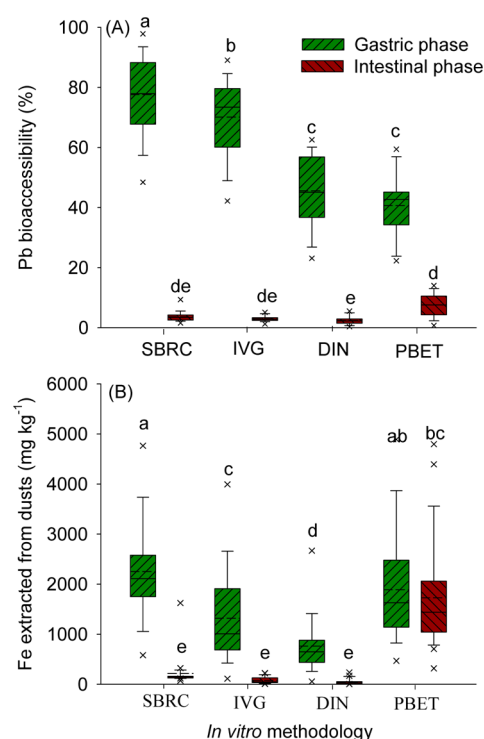 (A)
Gastric phase
Intestinal phase
Pb bioaccessibility (%)
100
80
60
40
20
0
a
b
c
c
de
de
e
d
SBRC IVG DIN PBET
(B)
Fe extracted from dusts (mg kg⁻¹)
6000
5000
4000
3000
2000
1000
0
a
c
d
ab
bc
e
e
e
SBRC IVG DIN PBET
In vitro methodology